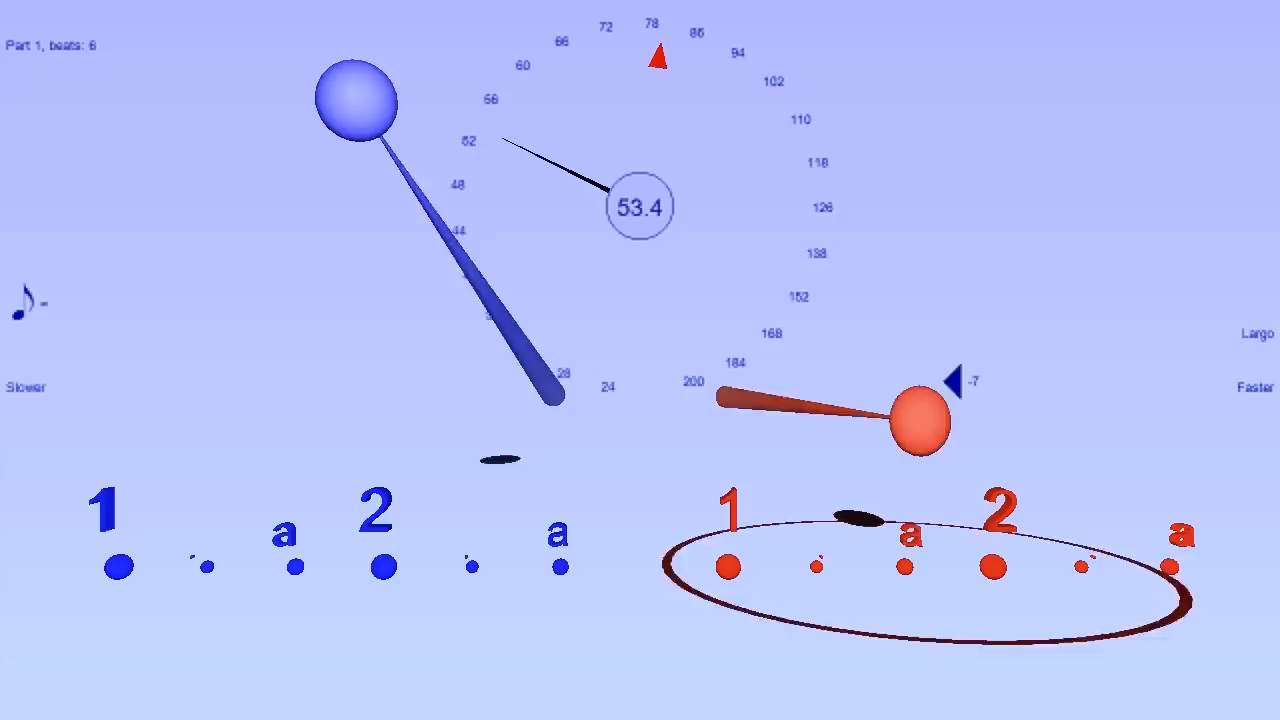 72 78 86
Part 1, beats: 6
66 94
60 102
56 110
52 118
48 126
53.4
44 138
♪ =
152
168 Largo
184
28 24 200 -7
Slower Faster
1 a 2 a 1 a 2 a